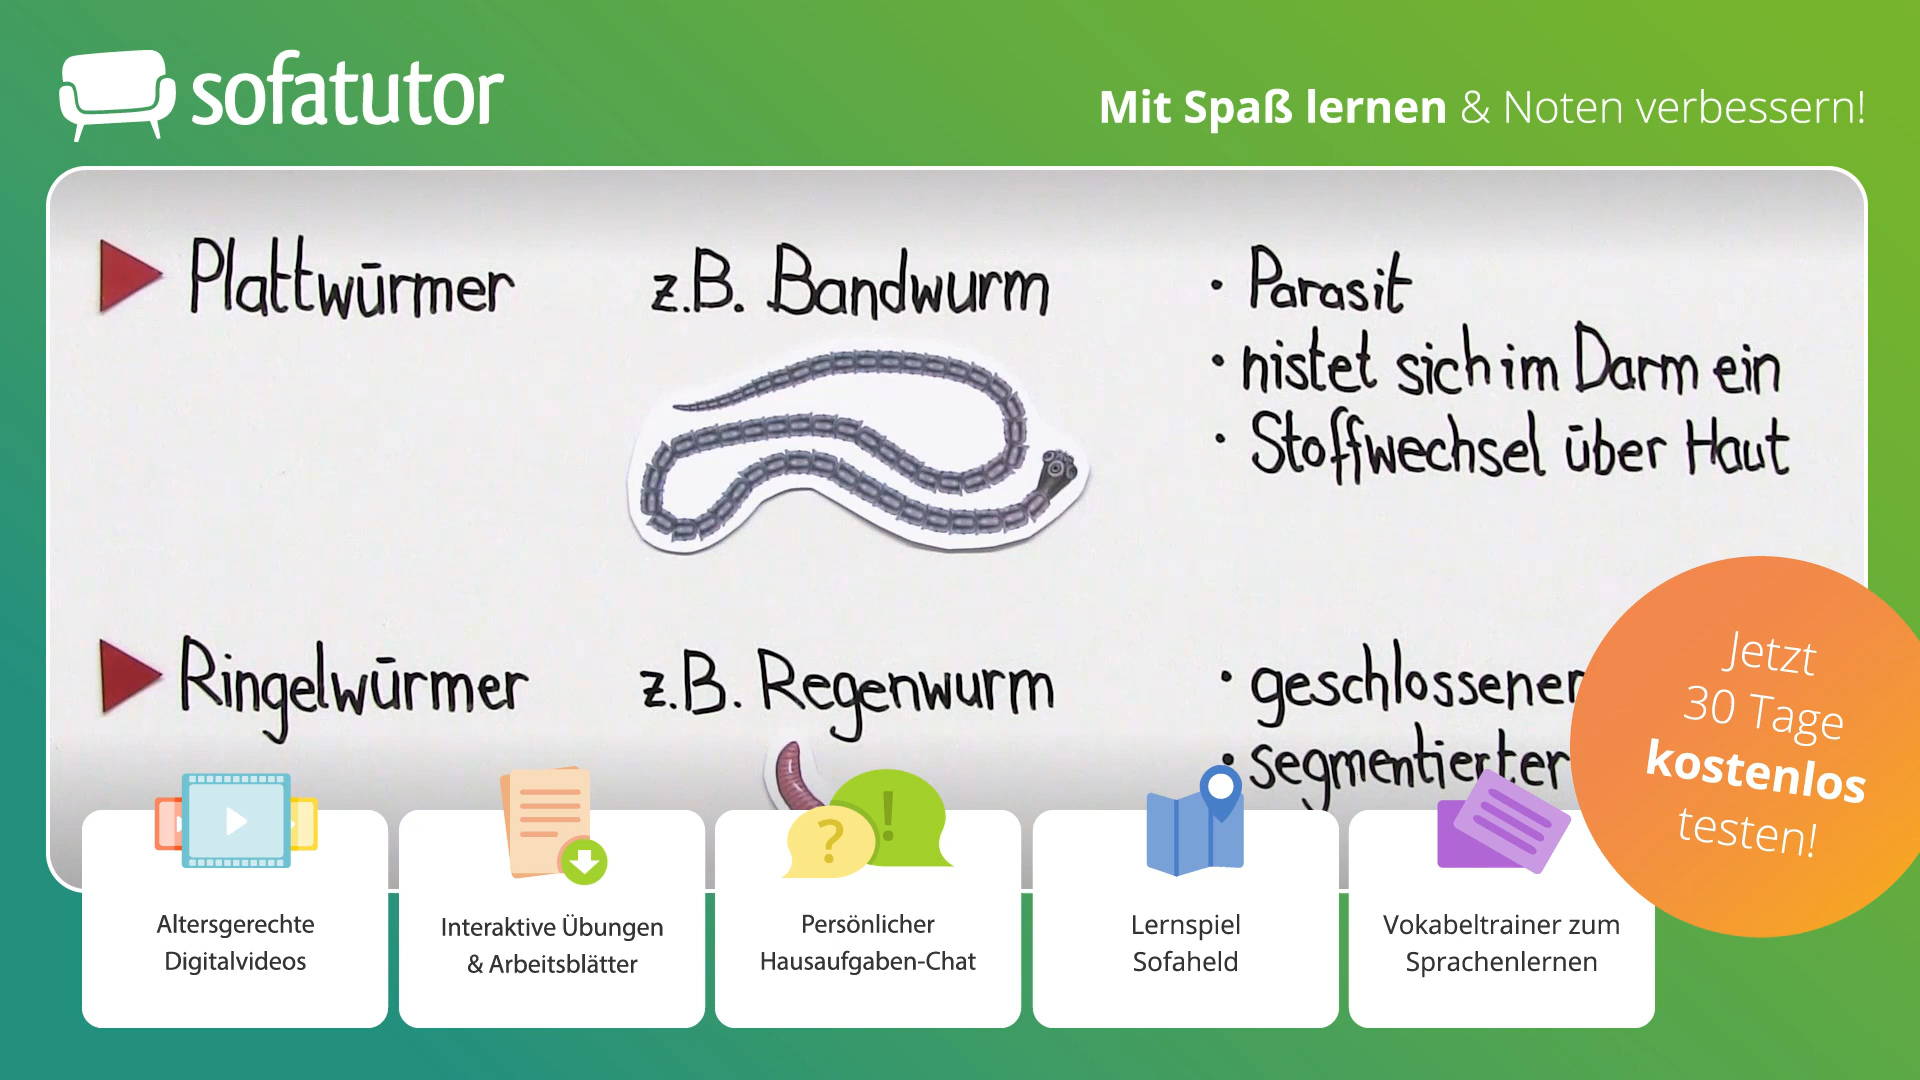 sofatutor
Mit Spaß lernen & Noten verbessern!
Plattwürmer
z.B. Bandwurm
• Parasit
• nistet sich im Darm ein
• Stoffwechsel über Haut
Ringelwürmer
z.B. Regenwurm
• geschlossener
• segmentierter
Jetzt
30 Tage
kostenlos
testen!
Altersgerechte
Digitalvideos
Interaktive Übungen
& Arbeitsblätter
? !
Persönlicher
Hausaufgaben-Chat
Lernspiel
Sofaheld
Vokabeltrainer zum
Sprachenlernen